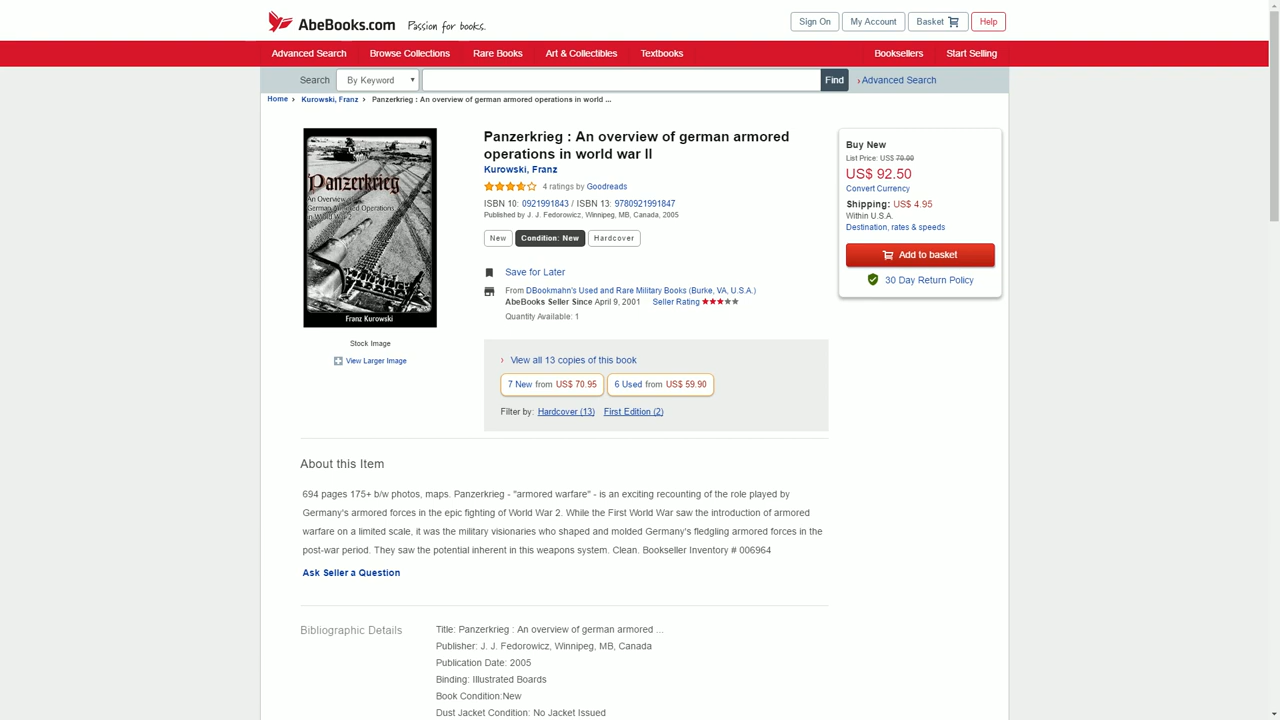 AbeBooks.com Passion for books.
Sign On My Account Basket Help
Advanced Search Browse Collections Rare Books Art & Collectibles Textbooks Booksellers Start Selling
Search By Keyword Find › Advanced Search
Home › Kurowski, Franz › Panzerkrieg : An overview of german armored operations in world ...
Panzerkrieg
An Overview of
German Armored Operations
in World War 2
Franz Kurowski
Stock Image
View Larger Image
Panzerkrieg : An overview of german armored
operations in world war II
Kurowski, Franz
4 ratings by Goodreads
ISBN 10: 0921991843 / ISBN 13: 9780921991847
Published by J. J. Fedorowicz, Winnipeg, MB, Canada, 2005
New Condition: New Hardcover
Save for Later
From DBookmahn's Used and Rare Military Books (Burke, VA, U.S.A.)
AbeBooks Seller Since April 9, 2001 Seller Rating
Quantity Available: 1
› View all 13 copies of this book
7 New from US$ 70.95 6 Used from US$ 59.90
Filter by: Hardcover (13) First Edition (2)
Buy New
List Price: US$ 70.00
US$ 92.50
Convert Currency
Shipping: US$ 4.95
Within U.S.A.
Destination, rates & speeds
Add to basket
30 Day Return Policy
About this Item
694 pages 175+ b/w photos, maps. Panzerkrieg - "armored warfare" - is an exciting recounting of the role played by
Germany's armored forces in the epic fighting of World War 2. While the First World War saw the introduction of armored
warfare on a limited scale, it was the military visionaries who shaped and molded Germany's fledgling armored forces in the
post-war period. They saw the potential inherent in this weapons system. Clean. Bookseller Inventory # 006964
Ask Seller a Question
Bibliographic Details
Title: Panzerkrieg : An overview of german armored ...
Publisher: J. J. Fedorowicz, Winnipeg, MB, Canada
Publication Date: 2005
Binding: Illustrated Boards
Book Condition:New
Dust Jacket Condition: No Jacket Issued